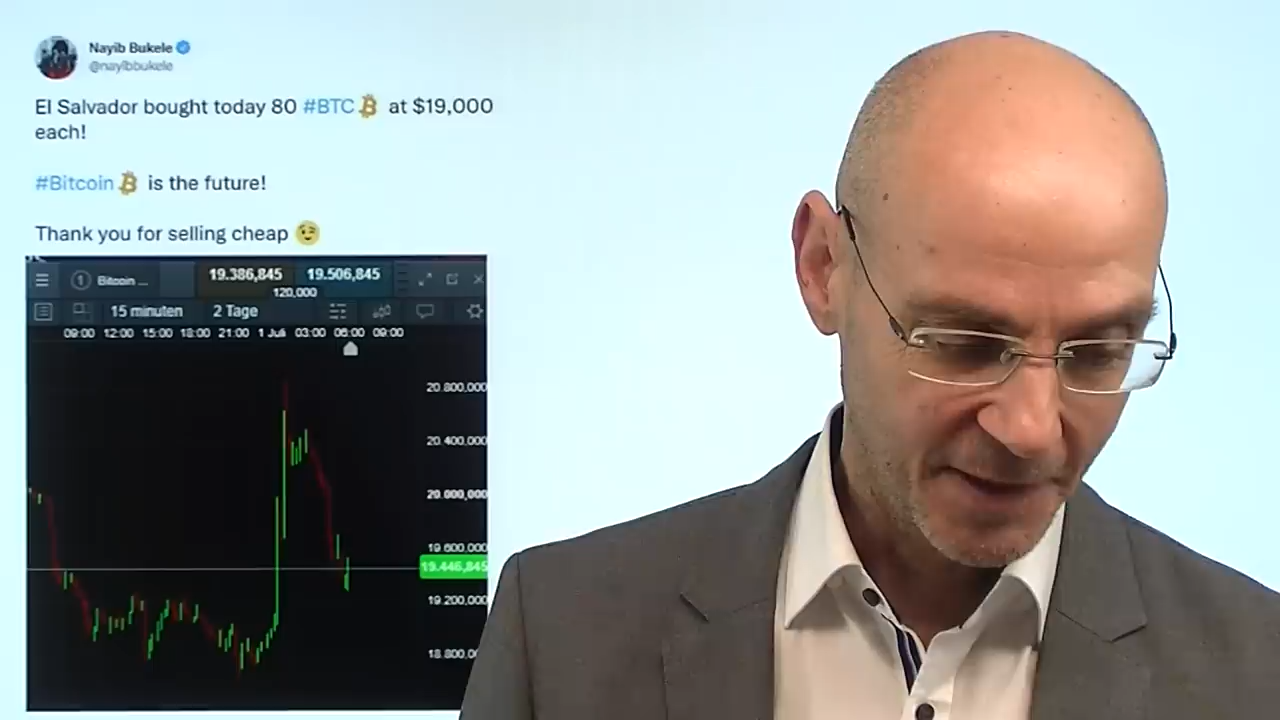 Nayib Bukele
@nayibbukele
El Salvador bought today 80 #BTC at $19,000
each!
#Bitcoin is the future!
Thank you for selling cheap
1 Bitcoin ... 19.386,845 19.506,845
120,000
15 minuten 2 Tage
09:00 12:00 15:00 18:00 21:00 1 Juli 03:00 06:00 09:00
20.800,000
20.400,000
20.000,000
19.600,000
19.446,845
19.200,000
18.800,0